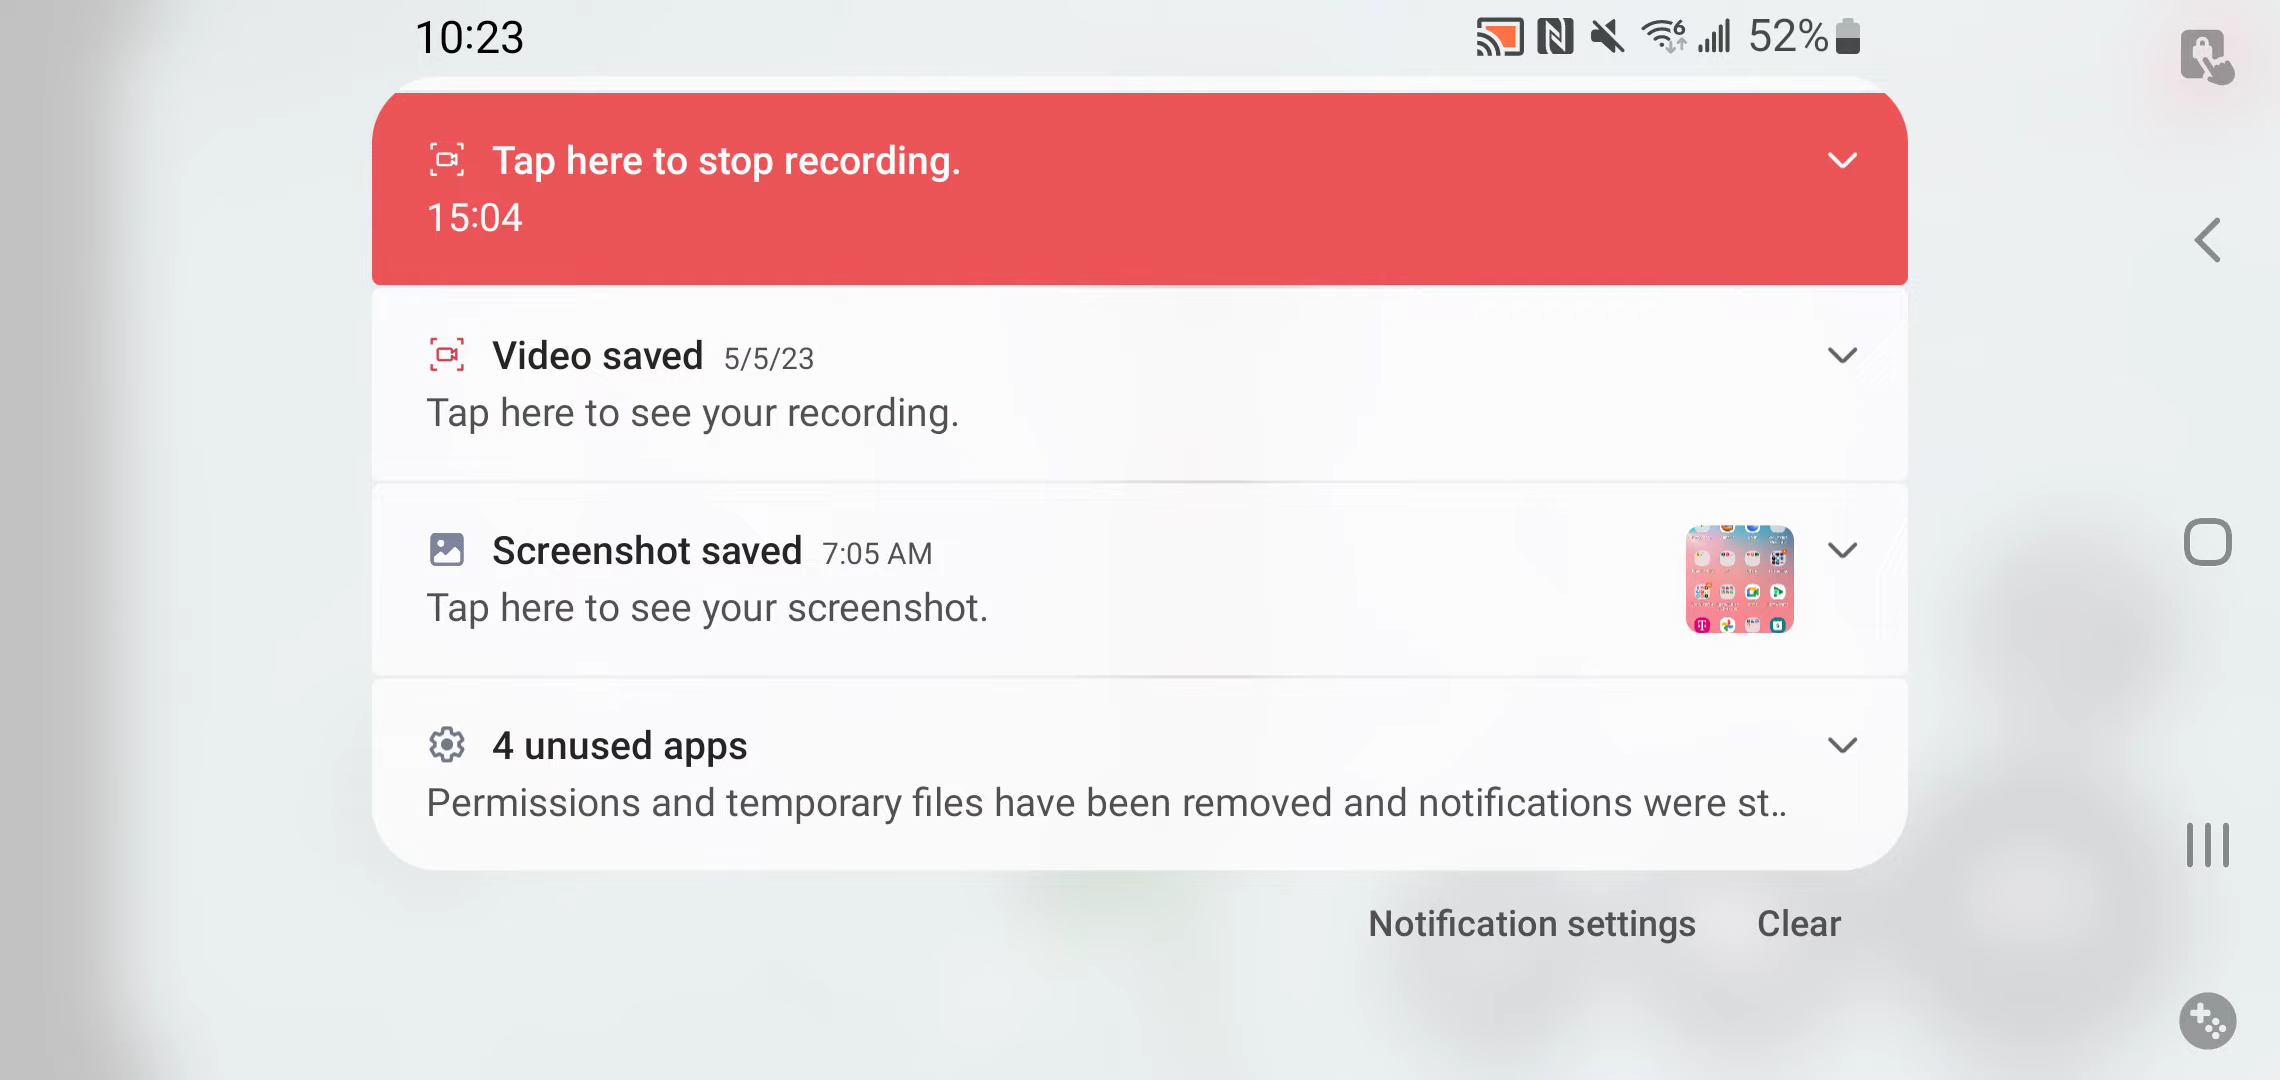 10:23
52%
Tap here to stop recording.
15:04
Video saved 5/5/23
Tap here to see your recording.
Screenshot saved 7:05 AM
Tap here to see your screenshot.
4 unused apps
Permissions and temporary files have been removed and notifications were st..
Notification settings Clear